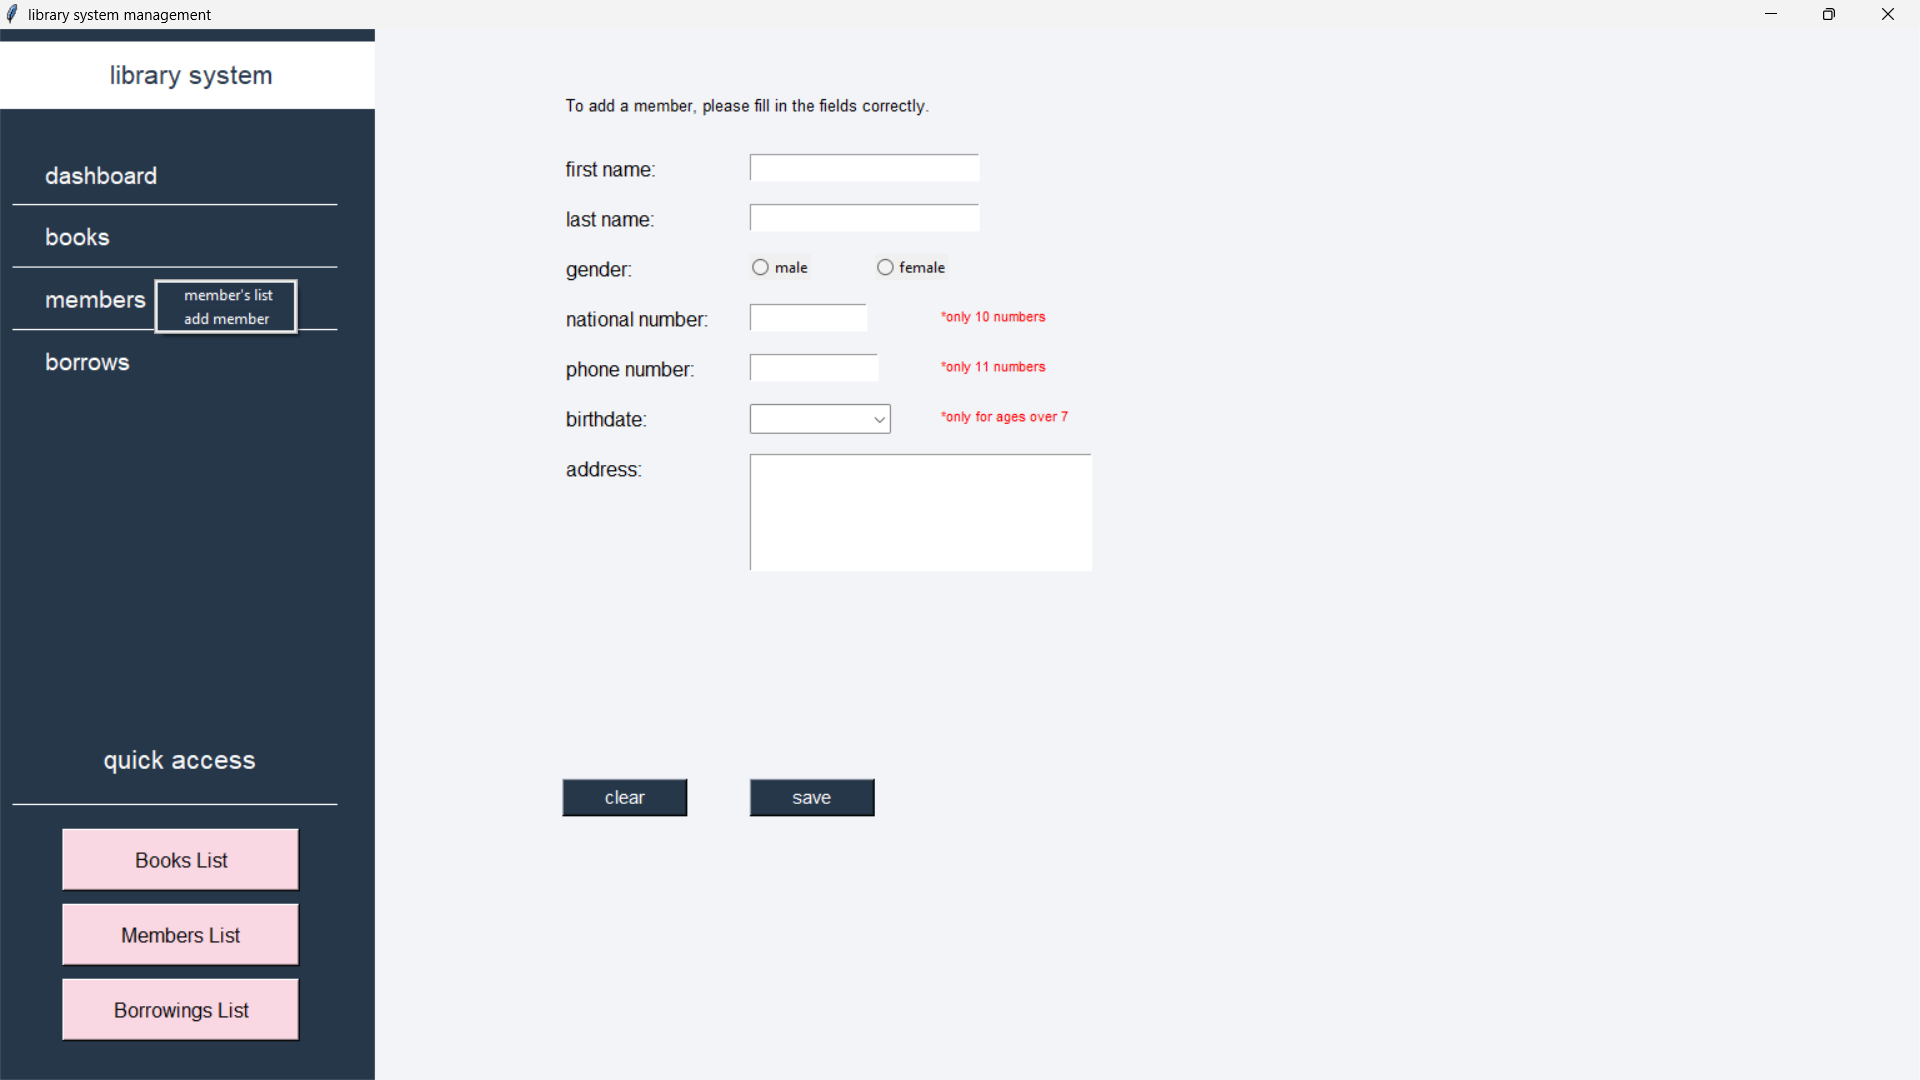 library system management
library system
dashboard
books
members
member's list
add member
borrows
quick access
Books List
Members List
Borrowings List
To add a member, please fill in the fields correctly.
first name:
last name:
gender:
male
female
national number:
*only 10 numbers
phone number:
*only 11 numbers
birthdate:
*only for ages over 7
address:
clear
save